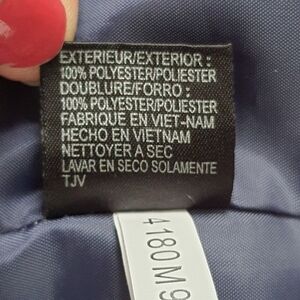 EXTERIEUR/EXTERIOR :
100% POLYESTER/POLIESTER
DOUBLURE/FORRO :
100% POLYESTER/POLIESTER
FABRIQUE EN VIET-NAM
HECHO EN VIETNAM
NETTOYER A SEC
LAVAR EN SECO SOLAMENTE
TJV
4180M9